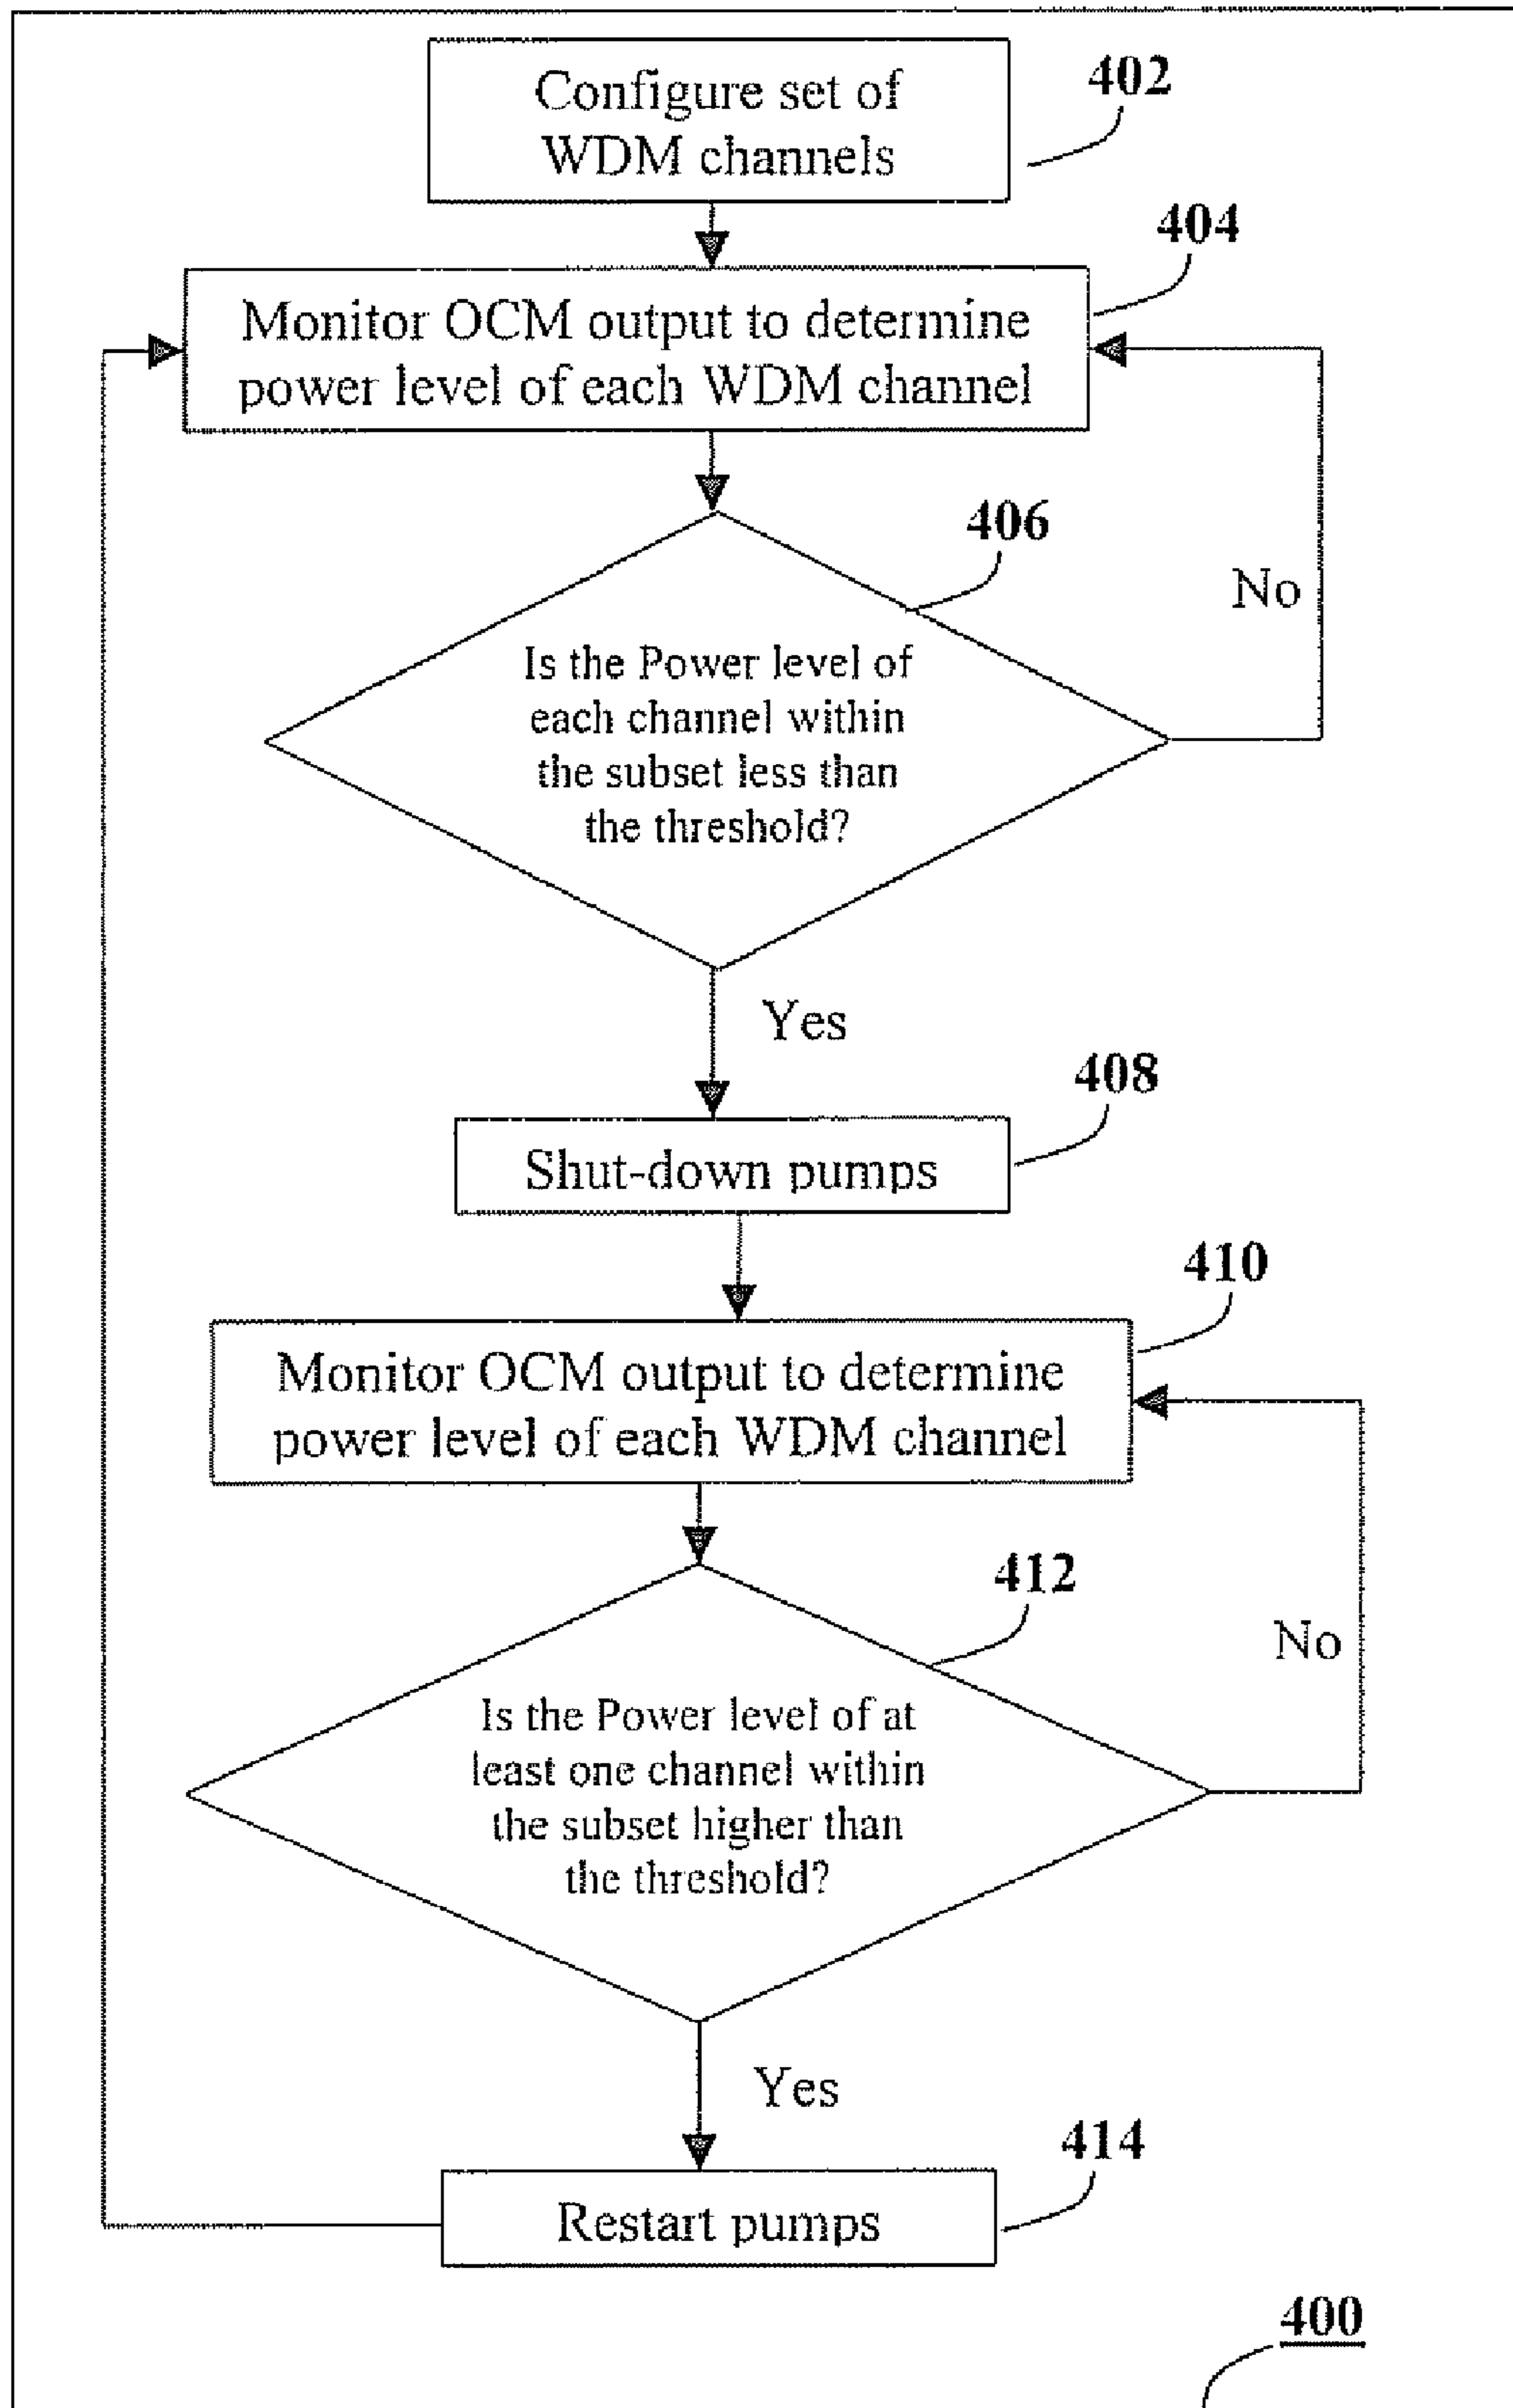 Configure set of
WDM channels
402
404
Monitor OCM output to determine
power level of each WDM channel
406
No
Is the Power level of
each channel within
the subset less than
the threshold?
Yes
408
Shut-down pumps
410
Monitor OCM output to determine
power level of each WDM channel
412
No
Is the Power level of at
least one channel within
the subset higher than
the threshold?
Yes
414
Restart pumps
400